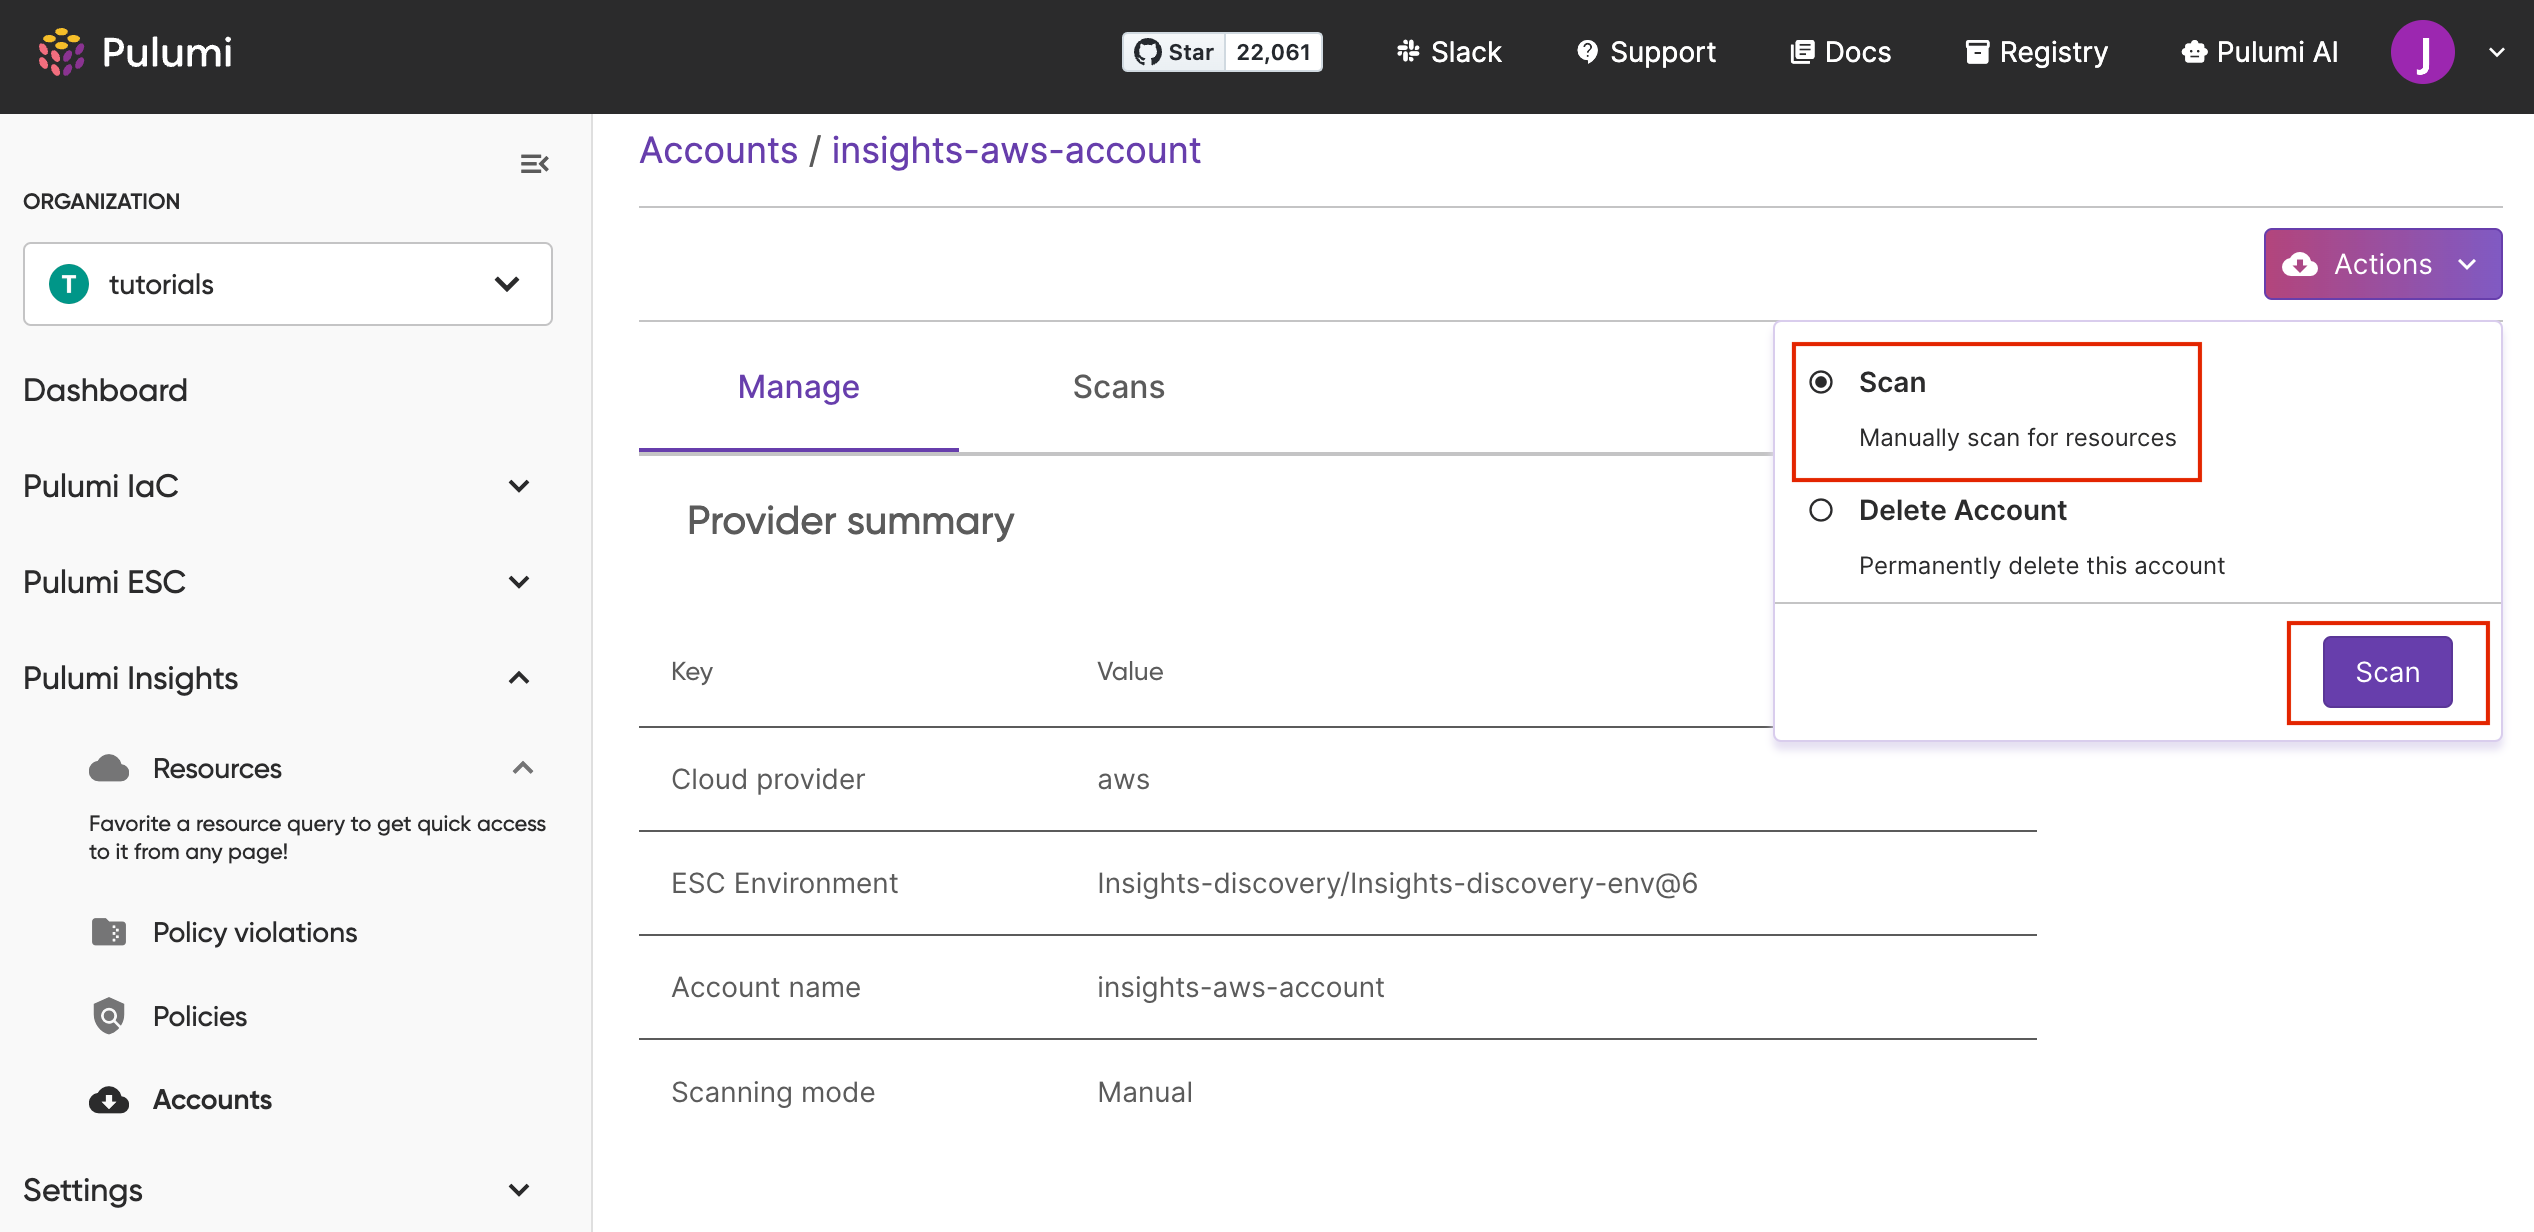 Pulumi
Star 22,061
Slack
Support
Docs
Registry
Pulumi AI
J
ORGANIZATION
T tutorials
Dashboard
Pulumi IaC
Pulumi ESC
Pulumi Insights
Resources
Favorite a resource query to get quick access
to it from any page!
Policy violations
Policies
Accounts
Settings
Accounts / insights-aws-account
Actions
Scan
Manually scan for resources
Delete Account
Permanently delete this account
Scan
Manage Scans
Provider summary
Key Value
Cloud provider aws
ESC Environment Insights-discovery/Insights-discovery-env@6
Account name insights-aws-account
Scanning mode Manual